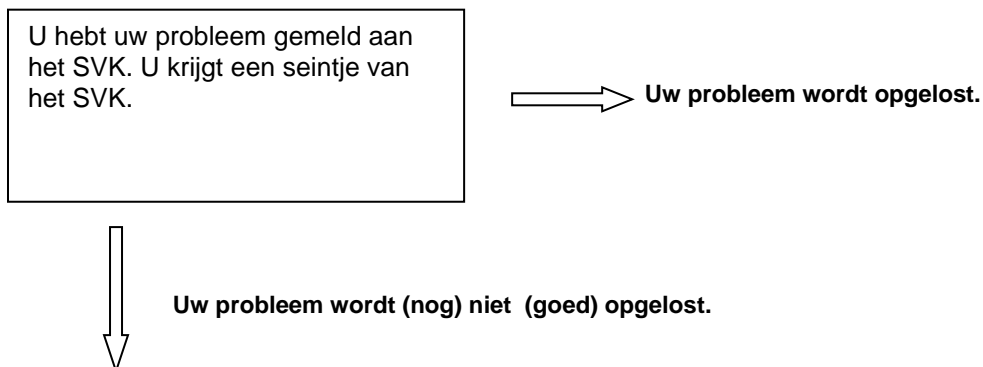 U hebt uw probleem gemeld aan
het SVK. U krijgt een seintje van
het SVK.
Uw probleem wordt opgelost.
Uw probleem wordt (nog) niet  (goed) opgelost.